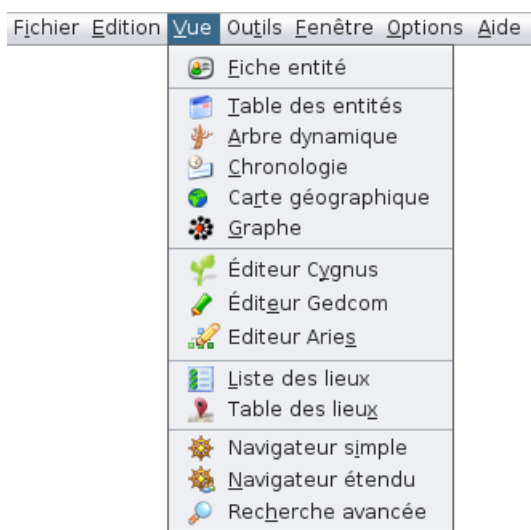 Fichier Edition Vue Outils Fenêtre Options Aide
Fiche entité
Table des entités
Arbre dynamique
Chronologie
Carte géographique
Graphe
Éditeur Cygnus
Éditeur Gedcom
Editeur Aries
Liste des lieux
Table des lieux
Navigateur simple
Navigateur étendu
Recherche avancée